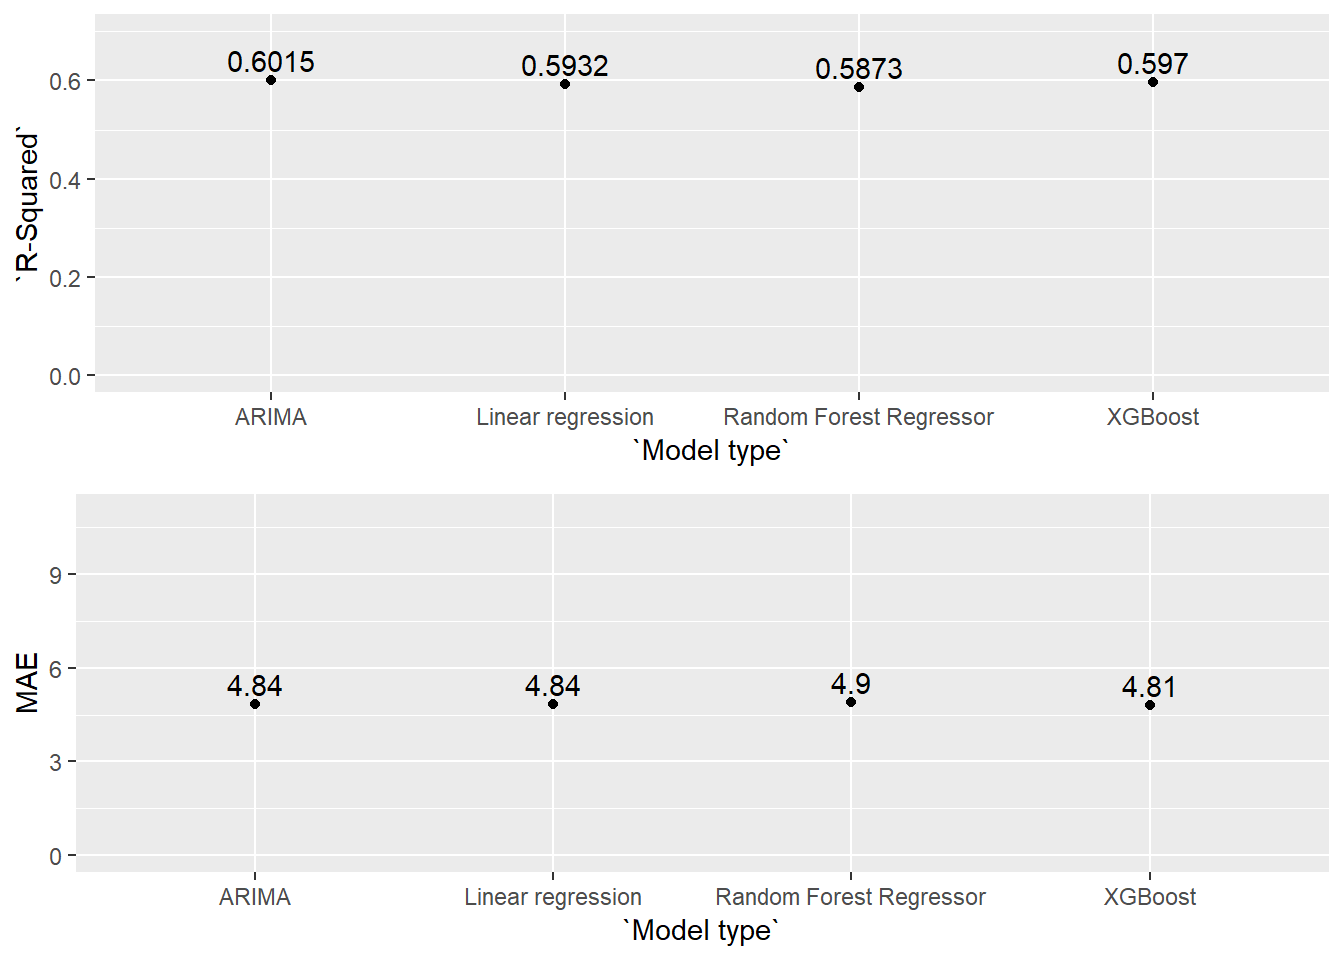 0.6015 0.5932 0.5873 0.597
0.6
0.4
0.2
0.0
`R-Squared`
ARIMA Linear regression Random Forest Regressor XGBoost
`Model type`
9
6
4.84 4.84 4.9 4.81
3
0
MAE
ARIMA Linear regression Random Forest Regressor XGBoost
`Model type`